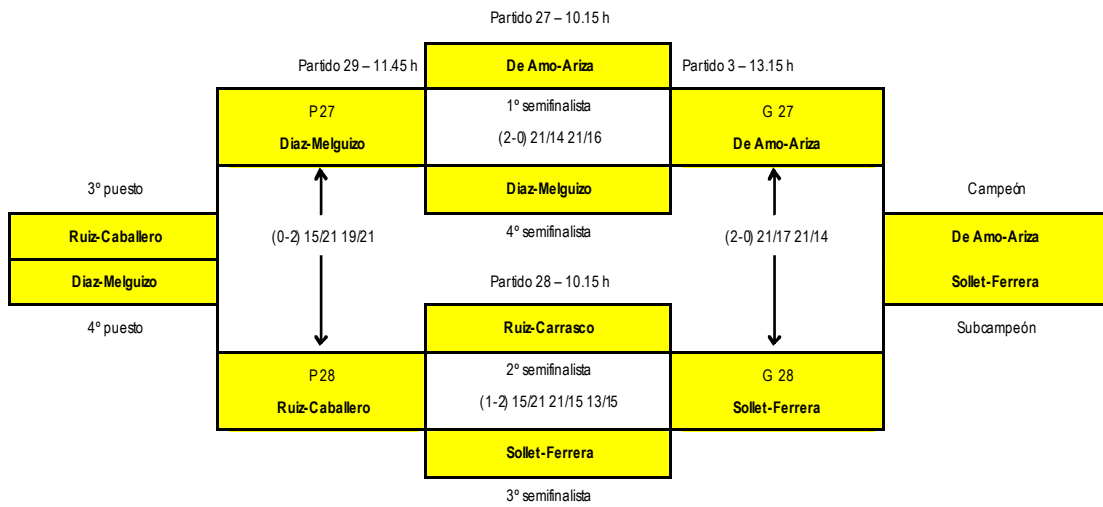 Partido 27 – 10.15 h
Partido 29 – 11.45 h
De Amo-Ariza
Partido 3 – 13.15 h
P27
Diaz-Melguizo
1º semifinalista
(2-0) 21/14 21/16
G 27
De Amo-Ariza
Diaz-Melguizo
4º semifinalista
3º puesto
Ruiz-Caballero
Diaz-Melguizo
4º puesto
(0-2) 15/21 19/21
(2-0) 21/17 21/14
Campeón
De Amo-Ariza
Sollet-Ferrera
Subcampeón
Partido 28 – 10.15 h
Ruiz-Carrasco
P28
Ruiz-Caballero
2º semifinalista
(1-2) 15/21 21/15 13/15
G 28
Sollet-Ferrera
Sollet-Ferrera
3º semifinalista